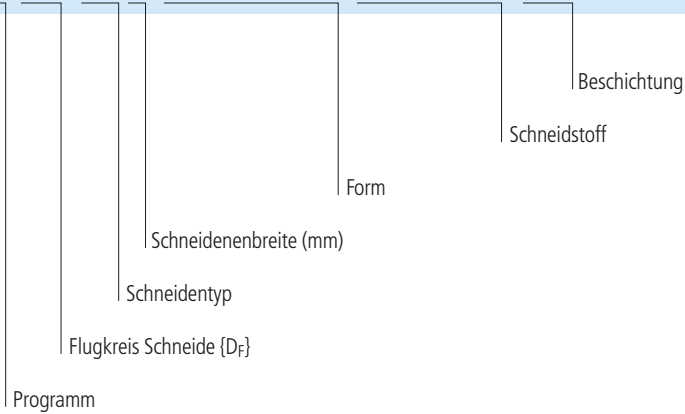 Beschichtung
Schneidstoff
Form
Schneidenenbreite (mm)
Schneidentyp
Flugkreis Schneide {DF}
Programm